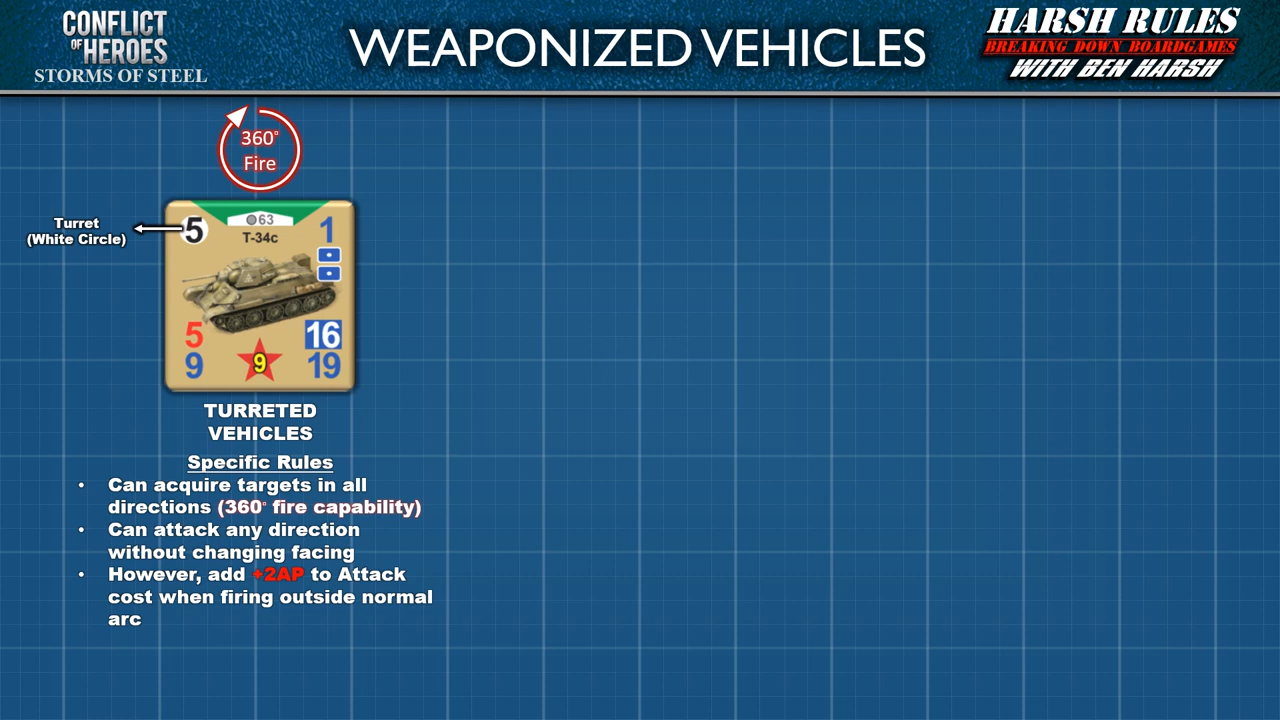 CONFLICT
OF
HEROES
STORMS OF STEEL
WEAPONIZED VEHICLES
HARSH RULES
BREAKING DOWN BOARDGAMES
WITH BEN HARSH
360°
Fire
Turret
(White Circle)
5
63
1
T-34c
5
16
9
9
19
TURRETED
VEHICLES
Specific Rules
• Can acquire targets in all
directions (360° fire capability)
• Can attack any direction
without changing facing
• However, add +2AP to Attack
cost when firing outside normal
arc